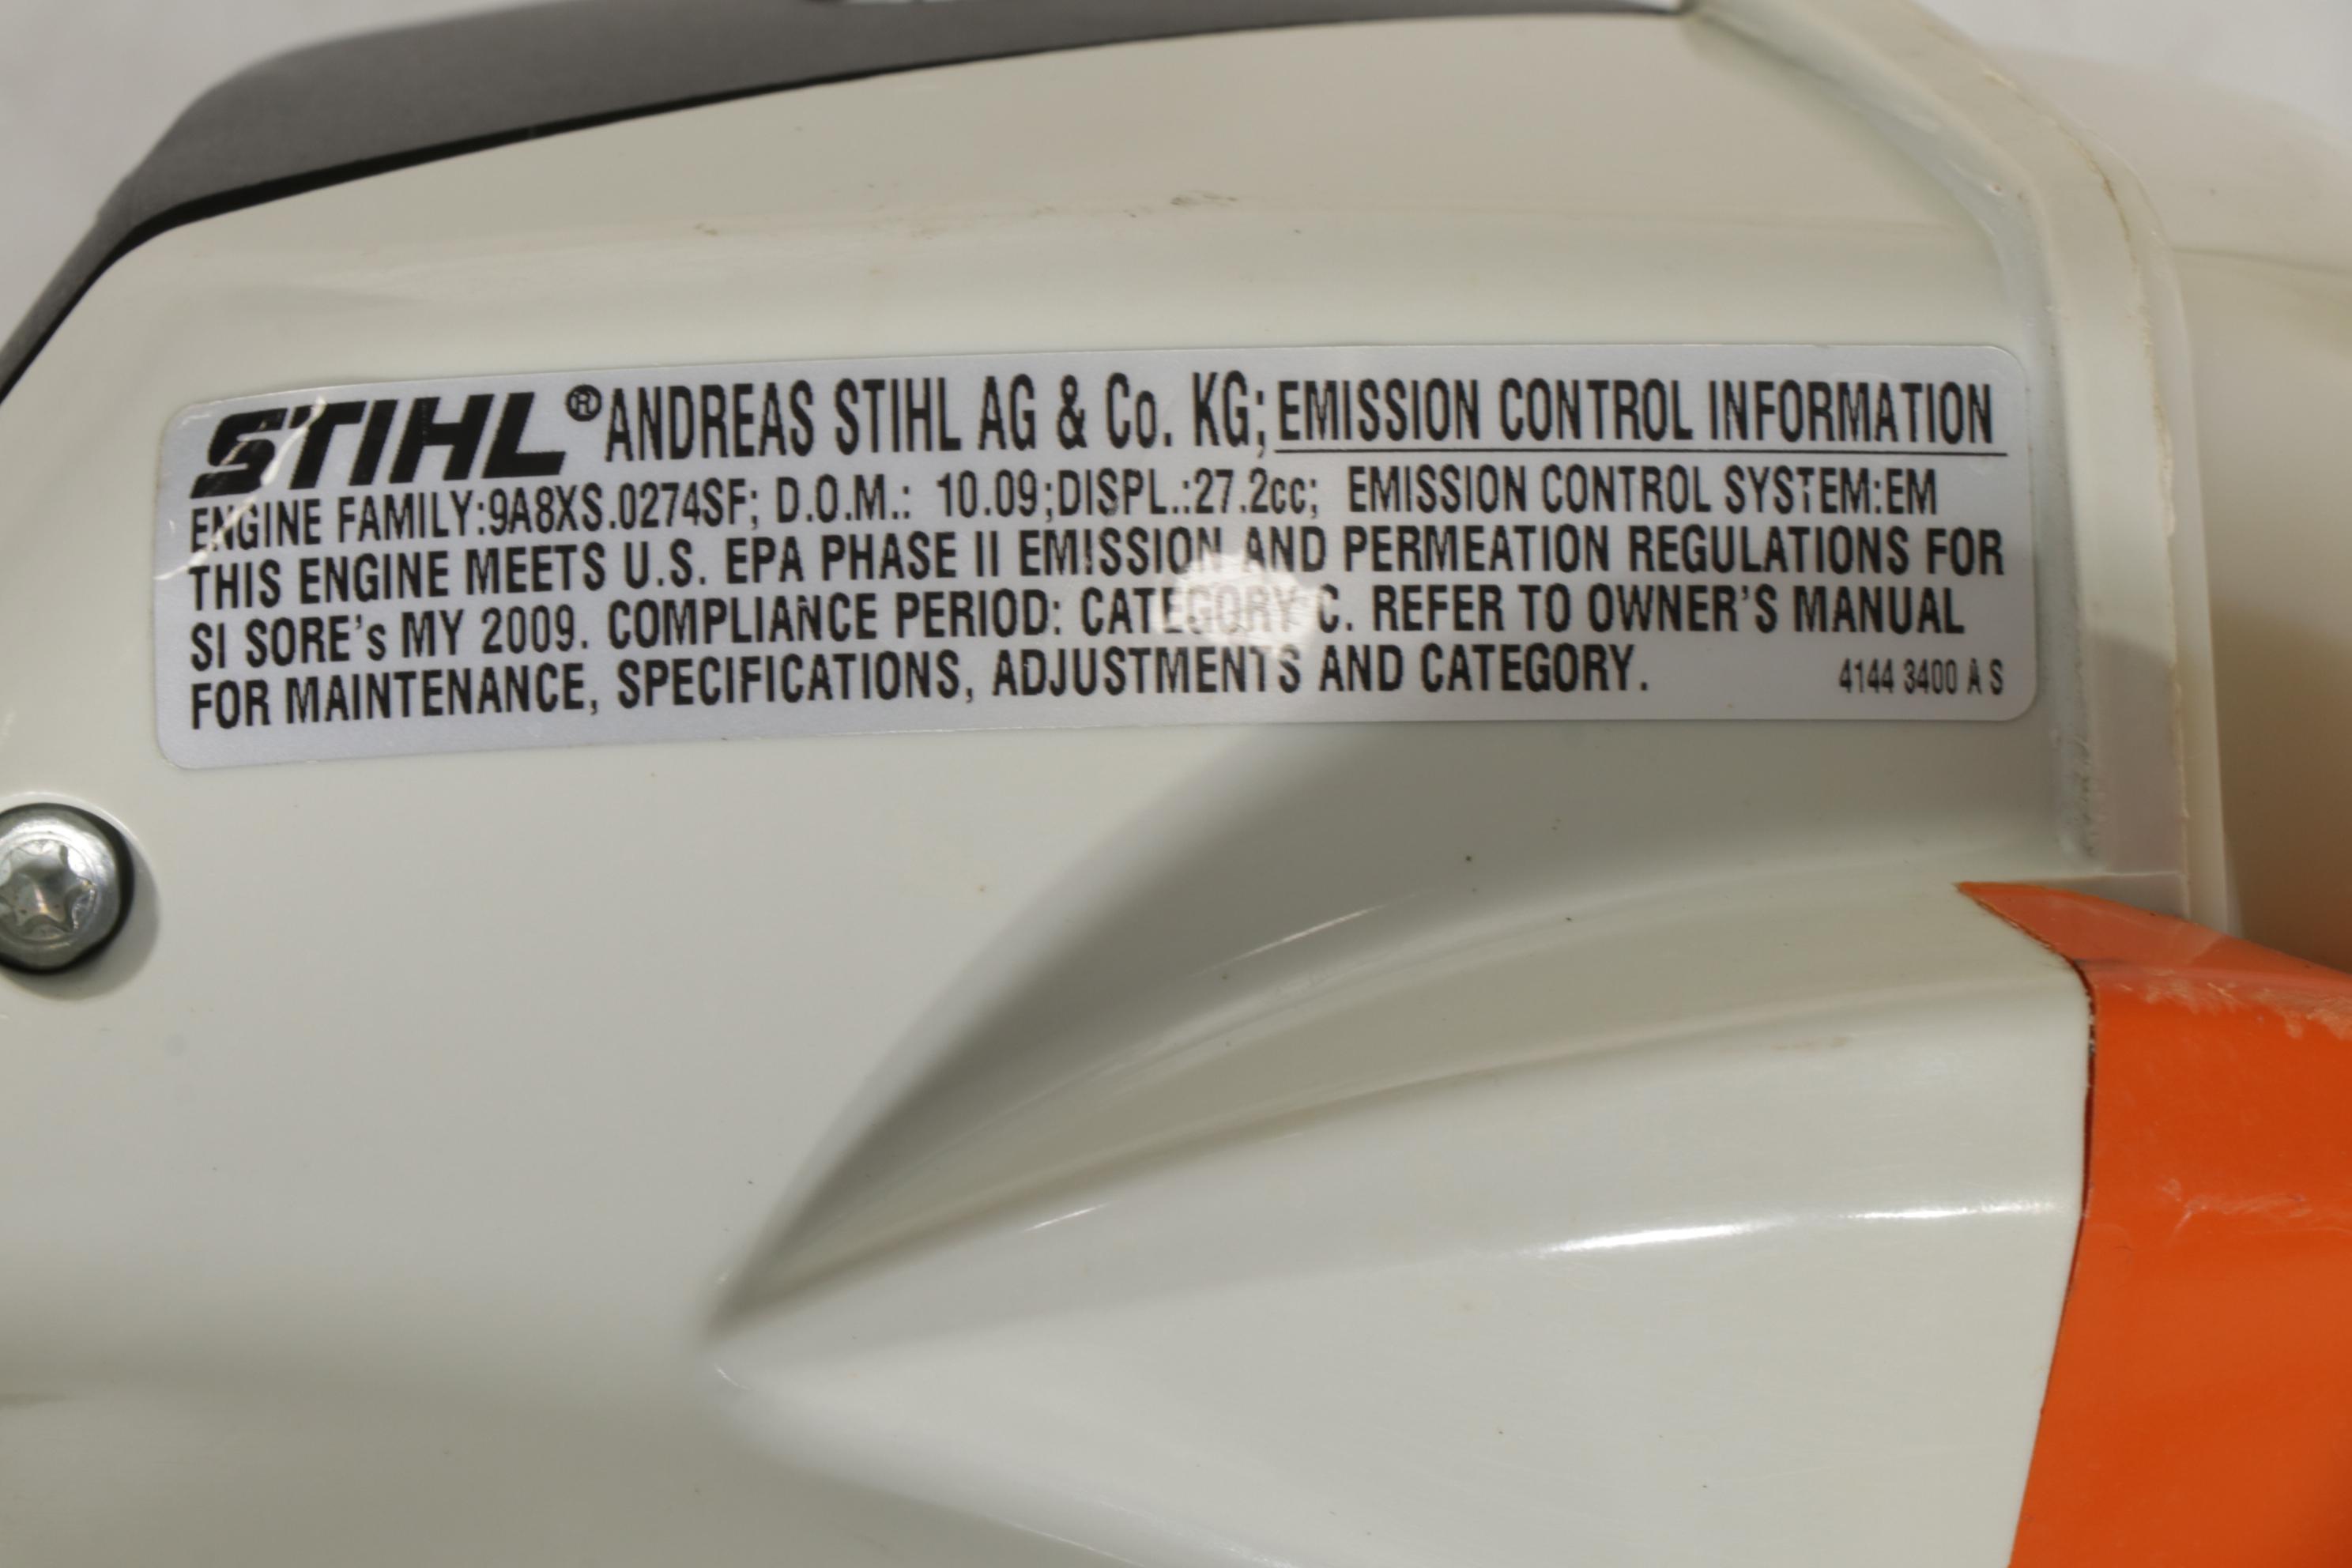 STIHL® ANDREAS STIHL AG & Co. KG; EMISSION CONTROL INFORMATION
ENGINE FAMILY:9A8XS.0274SF; D.O.M.: 10.09;DISPL.:27.2cc; EMISSION CONTROL SYSTEM:EM
THIS ENGINE MEETS U.S. EPA PHASE II EMISSION AND PERMEATION REGULATIONS FOR
SI SORE's MY 2009. COMPLIANCE PERIOD: CATEGORY C. REFER TO OWNER'S MANUAL
FOR MAINTENANCE, SPECIFICATIONS, ADJUSTMENTS AND CATEGORY. 4144 3400 A S